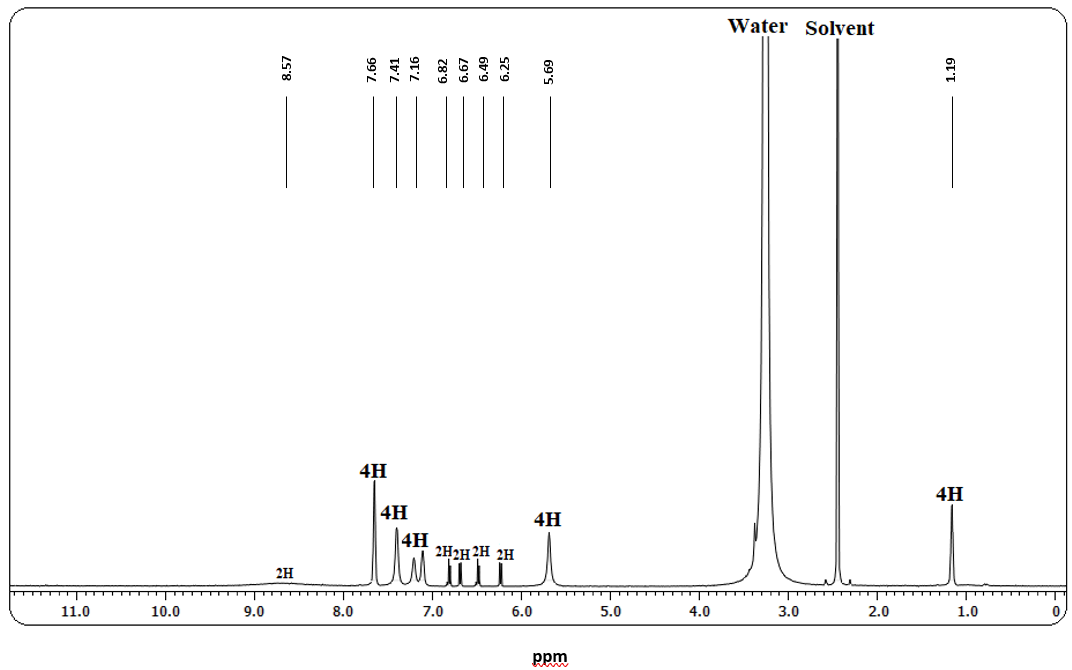 Water Solvent
8.57 7.66 7.41 7.16 6.82 6.67 6.49 6.25 5.69 1.19
4H
4H
4H
4H
4H
2H 2H 2H 2H
2H
11.0 10.0 9.0 8.0 7.0 6.0 5.0 4.0 3.0 2.0 1.0 0
ppm